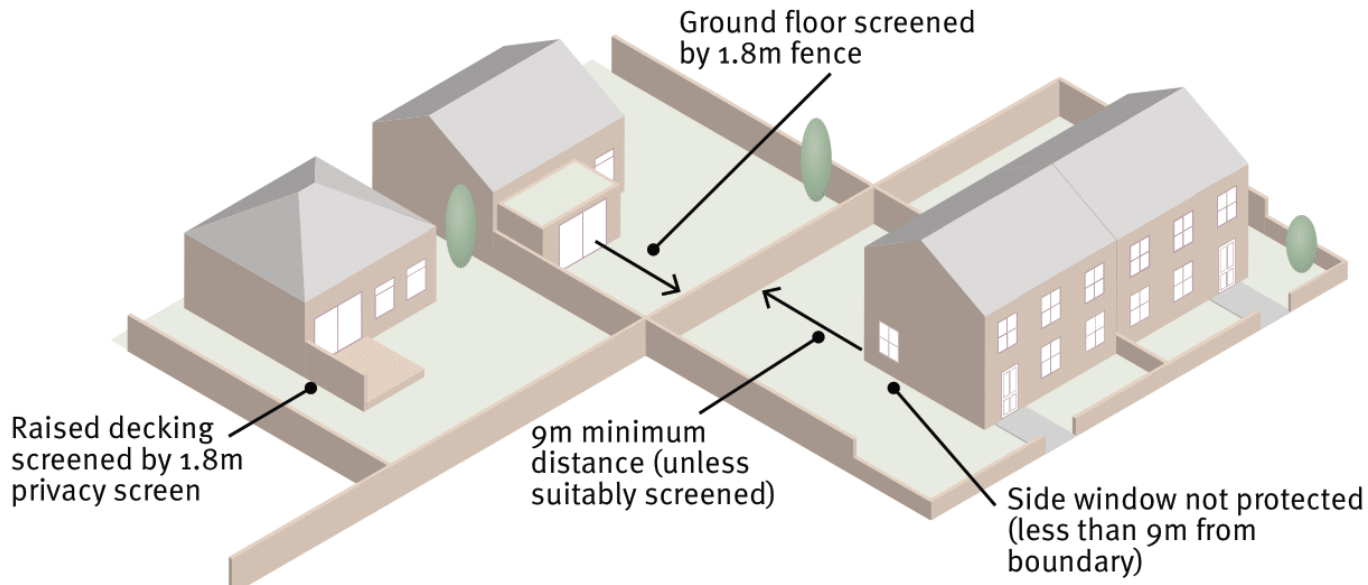 Ground floor screened
by 1.8m fence
Raised decking
screened by 1.8m
privacy screen
9m minimum
distance (unless
suitably screened)
Side window not protected
(less than 9m from
boundary)